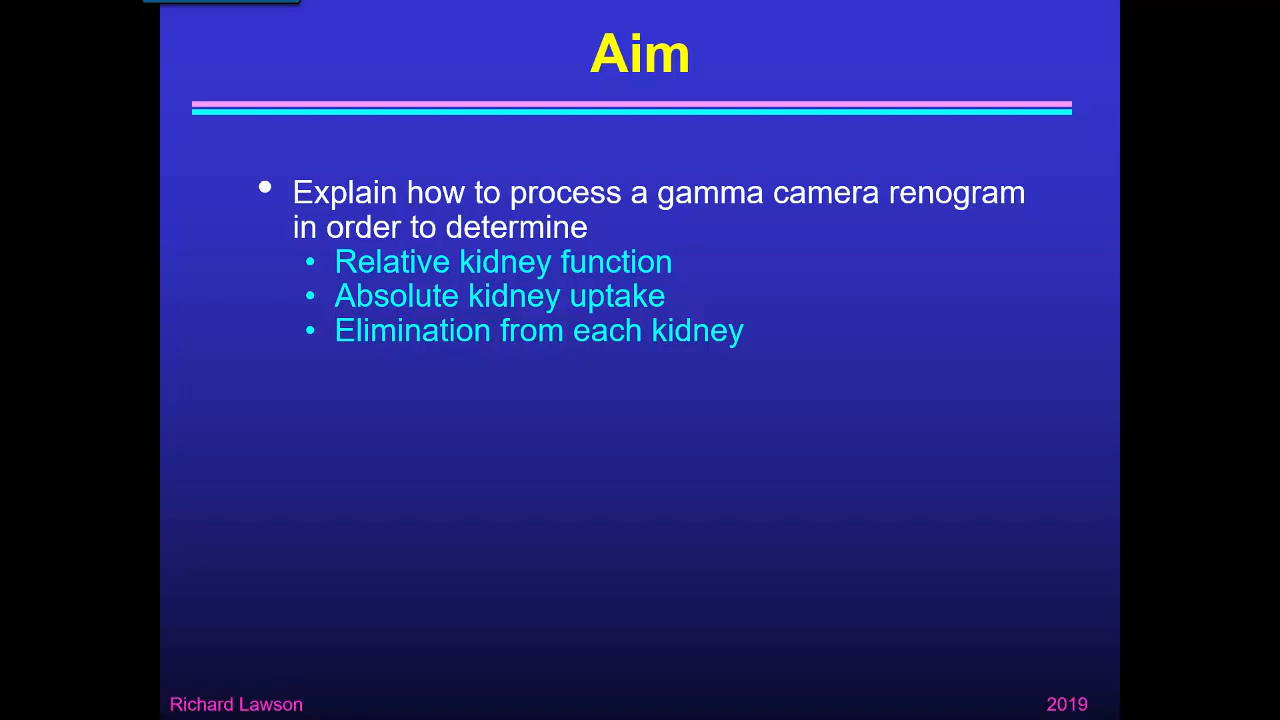 Aim
• Explain how to process a gamma camera renogram
in order to determine
• Relative kidney function
• Absolute kidney uptake
• Elimination from each kidney
Richard Lawson
2019